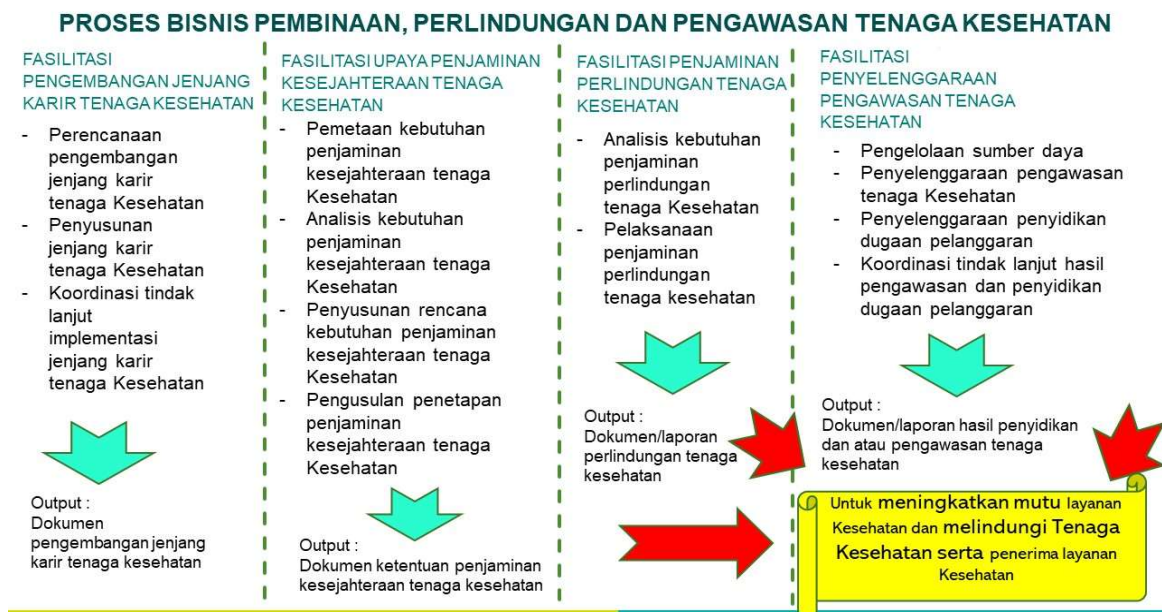 PROSES BISNIS PEMBINAAN, PERLINDUNGAN DAN PENGAWASAN TENAGA KESEHATAN
FASILITASI
PENGEMBANGAN JENJANG
KARIR TENAGA KESEHATAN
- Perencanaan
pengembangan
jenjang karir
tenaga Kesehatan
- Penyusunan
jenjang karir
tenaga Kesehatan
- Koordinasi tindak
lanjut
implementasi
jenjang karir
tenaga Kesehatan
Output :
Dokumen
pengembangan jenjang
karir tenaga kesehatan
FASILITASI UPAYA PENJAMINAN
KESEJAHTERAAN TENAGA
KESEHATAN
- Pemetaan kebutuhan
penjaminan
kesejahteraan tenaga
Kesehatan
- Analisis kebutuhan
penjaminan
kesejahteraan tenaga
Kesehatan
- Penyusunan rencana
kebutuhan penjaminan
kesejahteraan tenaga
Kesehatan
- Pengusulan penetapan
penjaminan
kesejahteraan tenaga
Kesehatan
Output :
Dokumen ketentuan penjaminan
kesejahteraan tenaga kesehatan
FASILITASI PENJAMINAN
PERLINDUNGAN TENAGA
KESEHATAN
- Analisis kebutuhan
penjaminan
perlindungan
tenaga Kesehatan
- Pelaksanaan
penjaminan
perlindungan
tenaga kesehatan
Output :
Dokumen/laporan
perlindungan tenaga
kesehatan
FASILITASI
PENYELENGGARAAN
PENGAWASAN TENAGA
KESEHATAN
- Pengelolaan sumber daya
- Penyelenggaraan pengawasan
tenaga Kesehatan
- Penyelenggaraan penyidikan
dugaan pelanggaran
- Koordinasi tindak lanjut hasil
pengawasan dan penyidikan
dugaan pelanggaran
Output :
Dokumen/laporan hasil penyidikan
dan atau pengawasan tenaga
kesehatan
Untuk meningkatkan mutu layanan
Kesehatan dan melindungi Tenaga
Kesehatan serta penerima layanan
Kesehatan